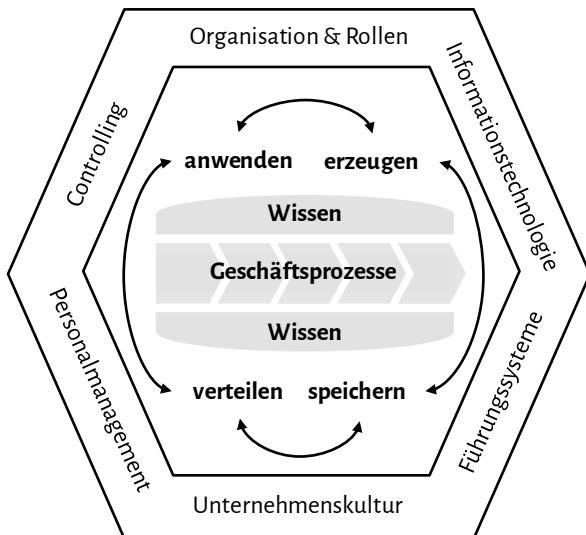 Organisation & Rollen
Controlling
Informationstechnologie
anwenden
erzeugen
Wissen
Geschäftsprozesse
Wissen
verteilen
speichern
Personalmanagement
Führungssysteme
Unternehmenskultur